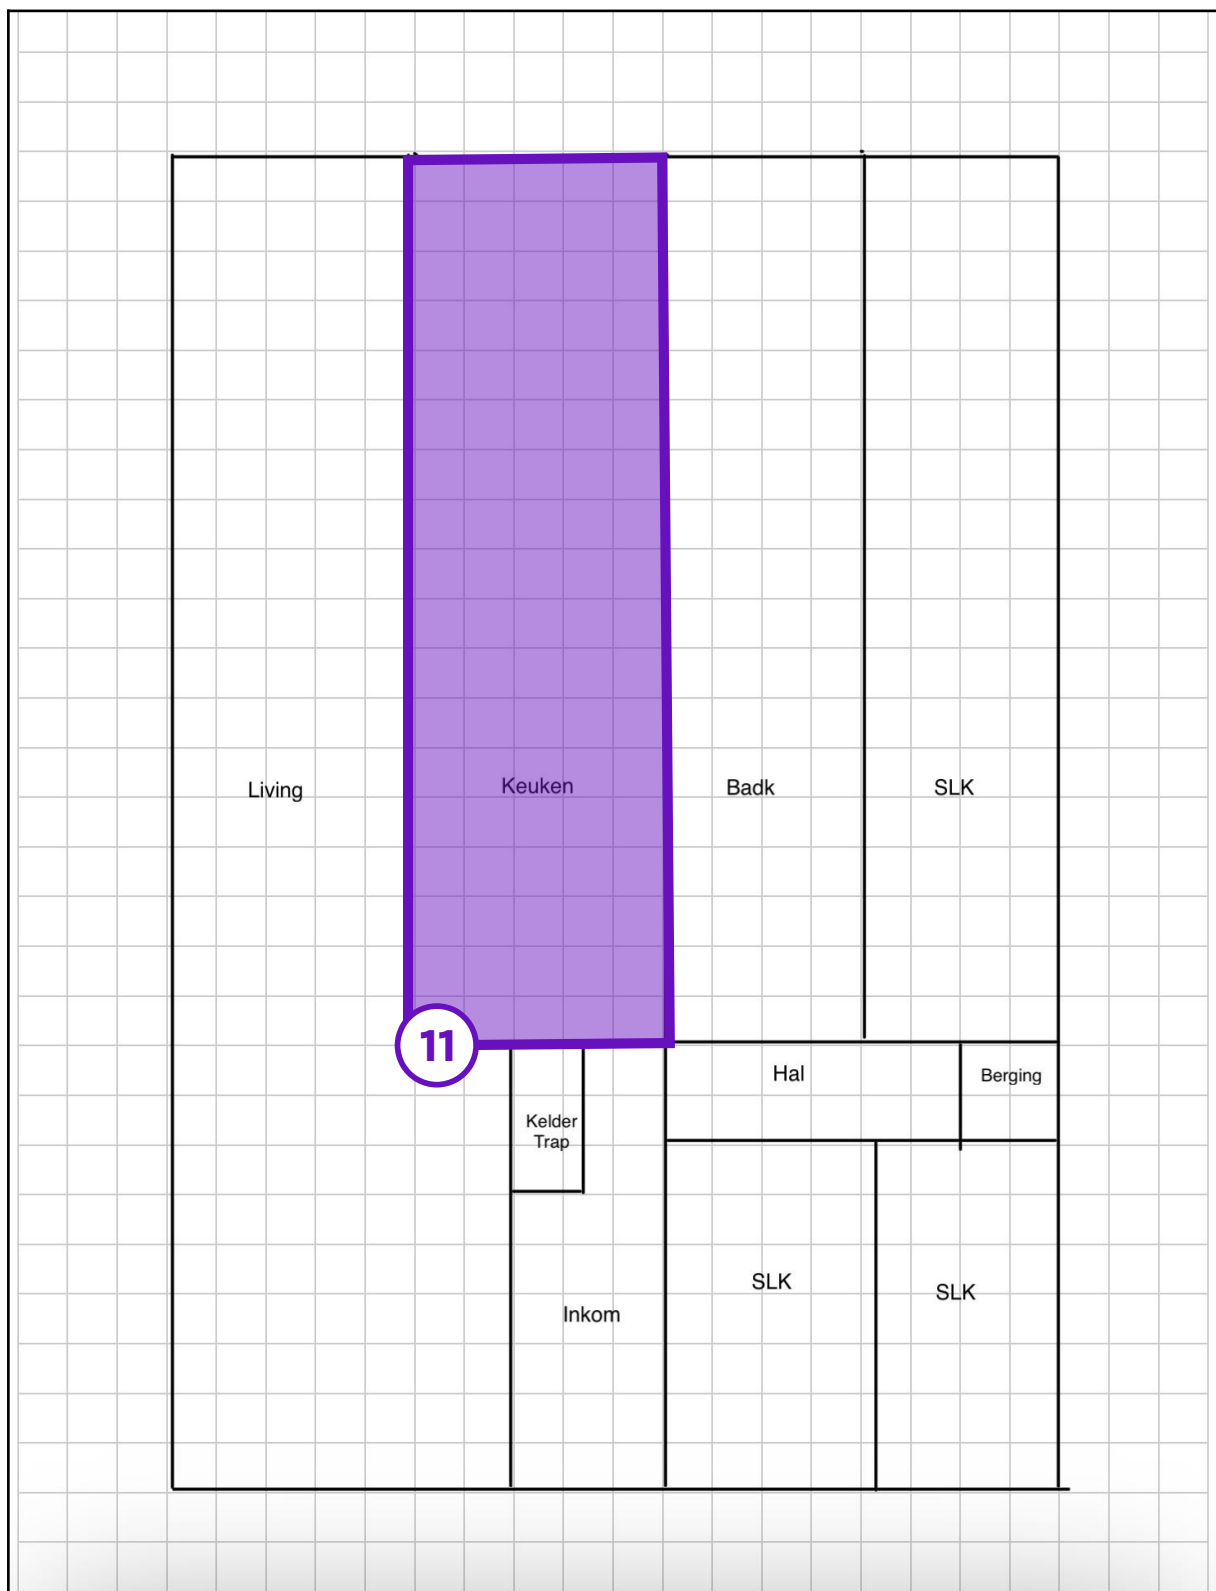 Living
Keuken
Badk
SLK
11
Hal
Berging
Kelder
Trap
SLK
SLK
Inkom